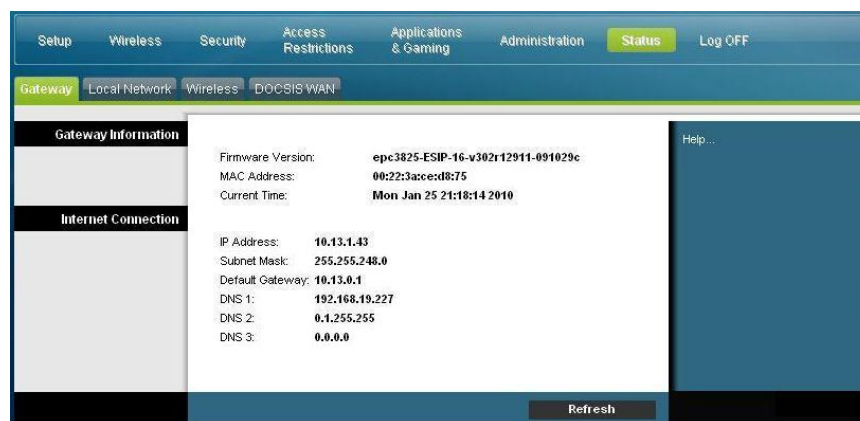 Setup Wireless Security Access Restrictions Applications & Gaming Administration Status Log OFF
Gateway Local Network Wireless DOCSIS WAN
Gateway Information
Help...
Firmware Version: epc3825-ESIP-16-v302r12911-091029c
MAC Address: 00:22:3a:ce:d8:75
Current Time: Mon Jan 25 21:18:14 2010
Internet Connection
IP Address: 10.13.1.43
Subnet Mask: 255.255.248.0
Default Gateway: 10.13.0.1
DNS 1: 192.168.19.227
DNS 2: 0.1.255.255
DNS 3: 0.0.0.0
Refresh